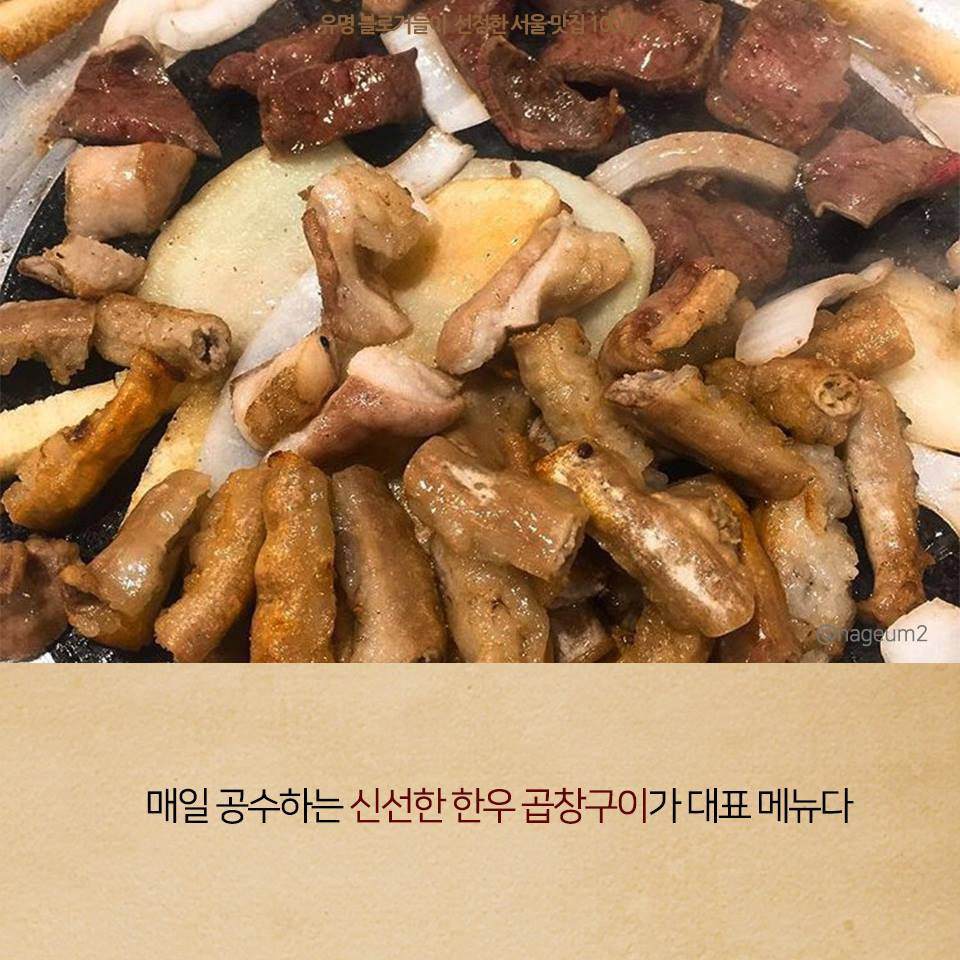 유명 블로거들이 선정한 서울 맛집 100
@nageum2
매일 공수하는 신선한 한우 곱창구이가 대표 메뉴다